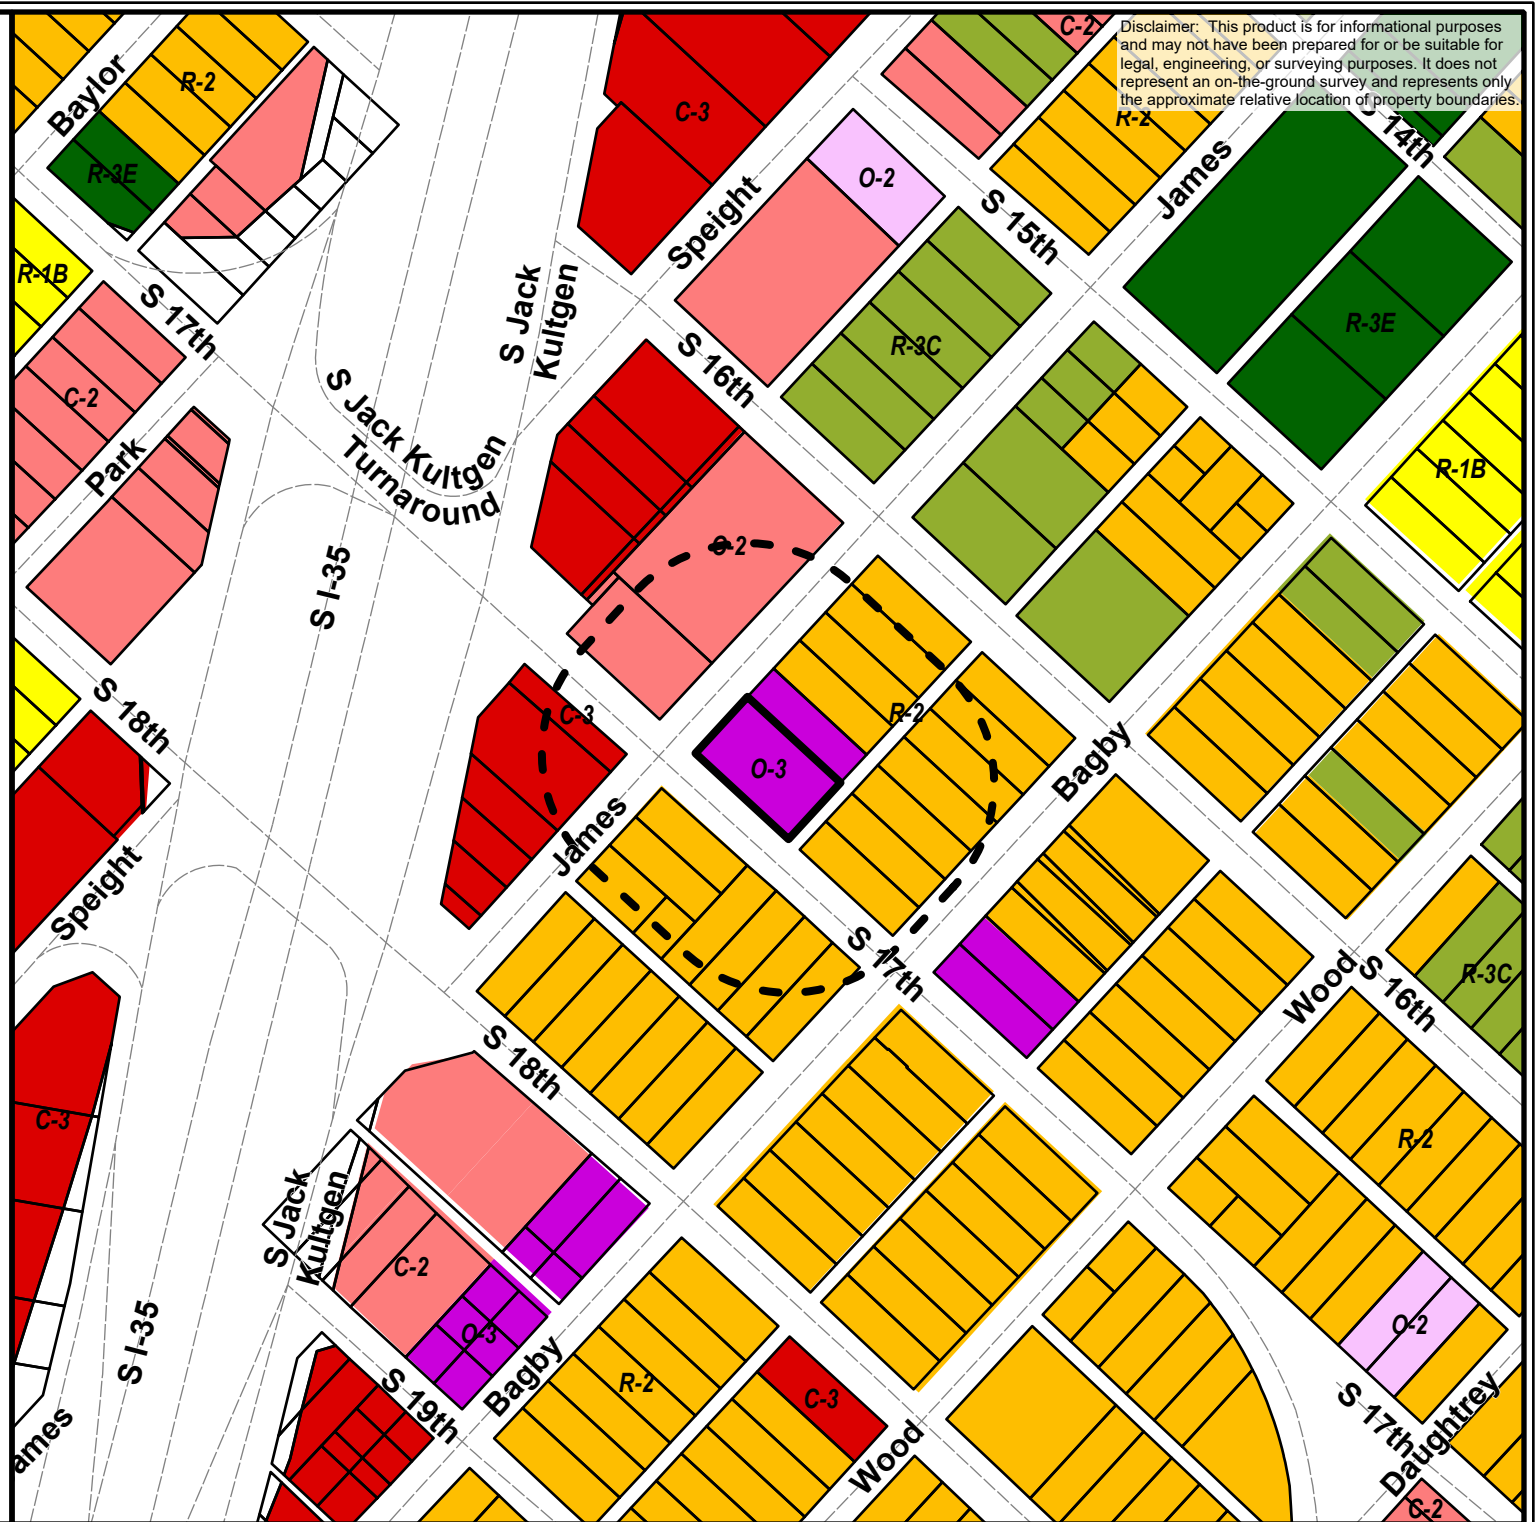 Disclaimer: This product is for informational purposes
and may not have been prepared for or be suitable for
legal, engineering, or surveying purposes. It does not
represent an on-the-ground survey and represents only
the approximate relative location of property boundaries.
C-2
Baylor
R-2
C-3
R-2
S 14th
R-3E
O-2
James
Speight
S 15th
R-1B
S 17th
S Jack
Kultgen
R-3E
R-3C
S 16th
C-2
S Jack Kultgen
Turnaround
Park
R-1B
C-2
S I-35
S 18th
C-3
R-2
O-3
Bagby
James
Speight
S 17th
Wood
S 16th
R-3C
S 18th
C-3
R-2
S Jack
Kultgen
C-2
O-3
O-2
S I-35
Bagby
R-2
C-3
S 19th
S 17th
Daughtrey
ames
Wood
C-2